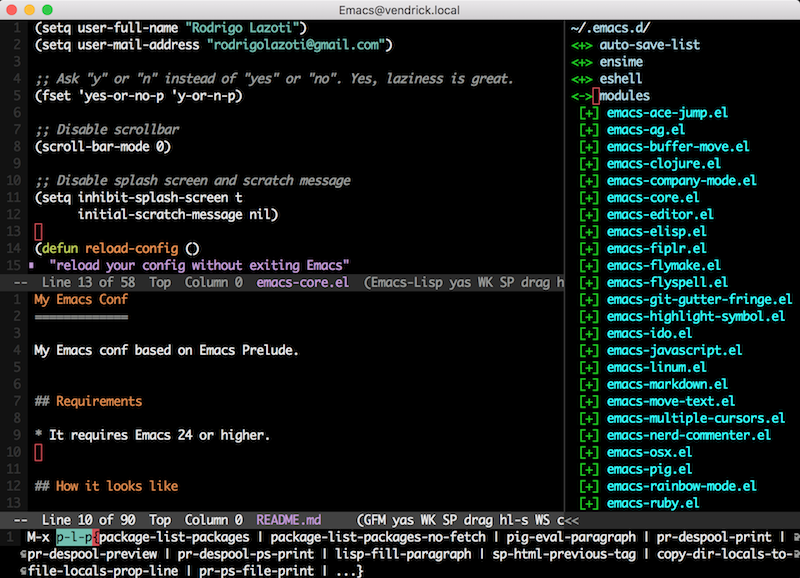 Emacs@vendrick.local
1 (setq user-full-name "Rodrigo Lazoti")
2 (setq user-mail-address "rodrigolazoti@gmail.com")
3
4 ;; Ask "y" or "n" instead of "yes" or "no". Yes, laziness is great.
5 (fset 'yes-or-no-p 'y-or-n-p)
6
7 ;; Disable scrollbar
8 (scroll-bar-mode 0)
9
10 ;; Disable splash screen and scratch message
11 (setq inhibit-splash-screen t
12 initial-scratch-message nil)
13
14 (defun reload-config ()
15 "reload your config without exiting Emacs"
-- Line 13 of 58 Top Column 0 emacs-core.el (Emacs-Lisp yas WK SP drag h
1 My Emacs Conf
2 ==============
3
4 My Emacs conf based on Emacs Prelude.
5
6
7 ## Requirements
8
9 * It requires Emacs 24 or higher.
10
11
12 ## How it looks like
13
-- Line 10 of 90 Top Column 0 README.md (GFM yas WK SP drag hl-s WS c<<
~/.emacs.d/
<+> auto-save-list
<+> ensime
<+> eshell
<-> modules
[+] emacs-ace-jump.el
[+] emacs-ag.el
[+] emacs-buffer-move.el
[+] emacs-clojure.el
[+] emacs-company-mode.el
[+] emacs-core.el
[+] emacs-editor.el
[+] emacs-elisp.el
[+] emacs-fiplr.el
[+] emacs-flymake.el
[+] emacs-flyspell.el
[+] emacs-git-gutter-fringe.el
[+] emacs-highlight-symbol.el
[+] emacs-ido.el
[+] emacs-javascript.el
[+] emacs-linum.el
[+] emacs-markdown.el
[+] emacs-move-text.el
[+] emacs-multiple-cursors.el
[+] emacs-nerd-commenter.el
[+] emacs-osx.el
[+] emacs-pig.el
[+] emacs-rainbow-mode.el
[+] emacs-ruby.el
1 M-x p-l-p{package-list-packages | package-list-packages-no-fetch | pig-eval-paragraph | pr-despool-print |
pr-despool-preview | pr-despool-ps-print | lisp-fill-paragraph | sp-html-previous-tag | copy-dir-locals-to-
file-locals-prop-line | pr-ps-file-print | ...}